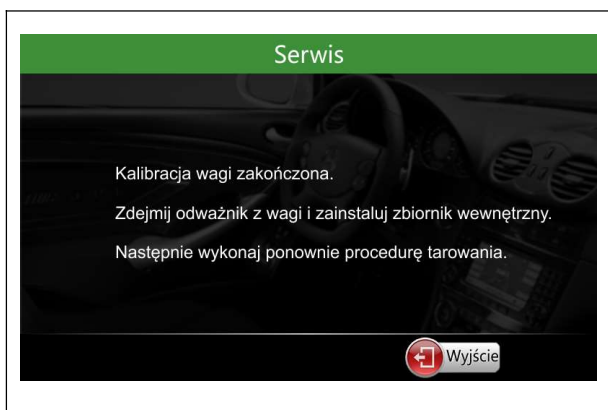 Serwis
Kalibracja wagi zakończona.
Zdejmij odważnik z wagi i zainstaluj zbiornik wewnętrzny.
Następnie wykonaj ponownie procedurę tarowania.
Wyjście